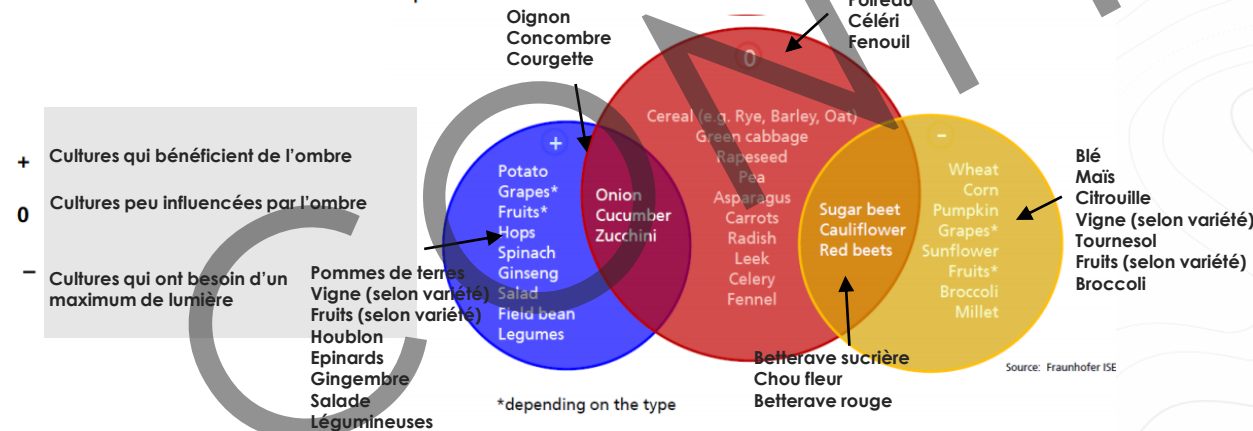 Oignon
Concombre
Courgette
Poireau
Céléri
Fenouil
+ Cultures qui bénéficient de l'ombre
0 Cultures peu influencées par l'ombre
– Cultures qui ont besoin d'un
maximum de lumière
Pommes de terres
Vigne (selon variété)
Fruits (selon variété)
Houblon
Epinards
Gingembre
Salade
Légumineuses
+
Potato
Grapes*
Fruits*
Hops
Spinach
Ginseng
Salad
Field bean
Legumes
Onion
Cucumber
Zucchini
0
Cereal (e.g. Rye, Barley, Oat)
Green cabbage
Rapeseed
Pea
Asparagus
Carrots
Radish
Leek
Celery
Fennel
Sugar beet
Cauliflower
Red beets
–
Wheat
Corn
Pumpkin
Grapes*
Sunflower
Fruits*
Broccoli
Millet
Blé
Maïs
Citrouille
Vigne (selon variété)
Tournesol
Fruits (selon variété)
Broccoli
Betterave sucrière
Chou fleur
Betterave rouge
Source: Fraunhofer ISE
*depending on the type